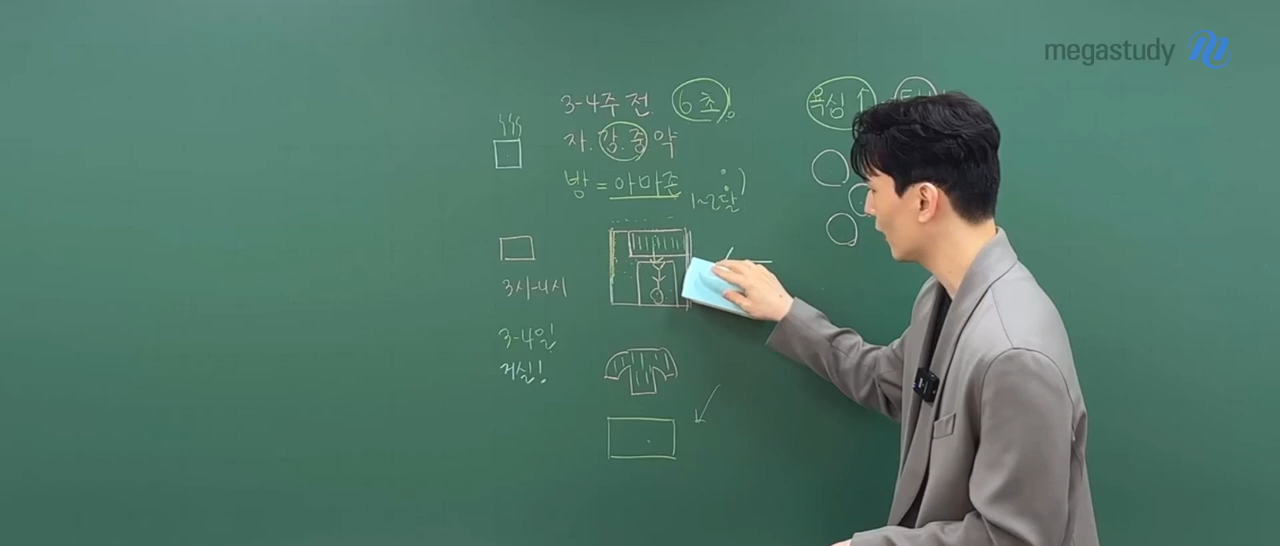 megastudy
3-4주 전. 6초!
자. 강. 중 약
방 = 아마존
1~2달
3시-4시
3-4일
거실!
욕심 ↑